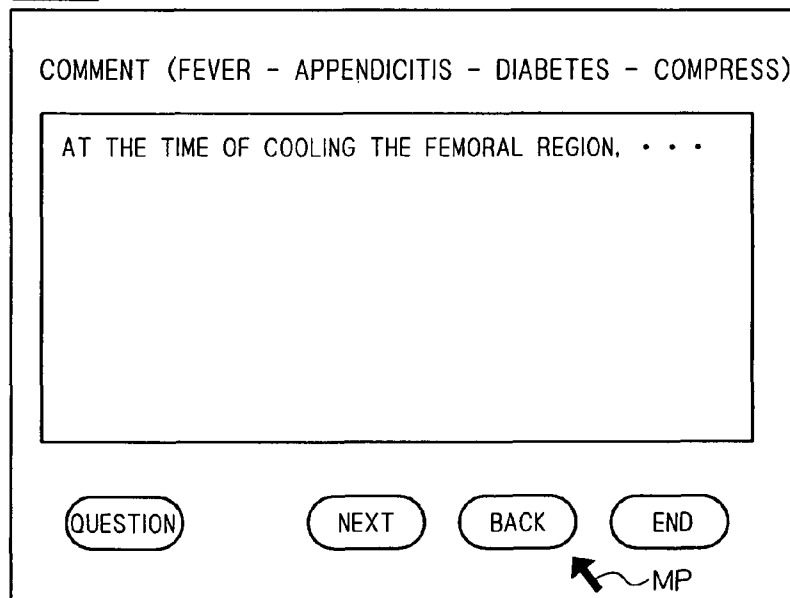 COMMENT (FEVER - APPENDICITIS - DIABETES - COMPRESS)
AT THE TIME OF COOLING THE FEMORAL REGION, · · ·
QUESTION NEXT BACK END
MP